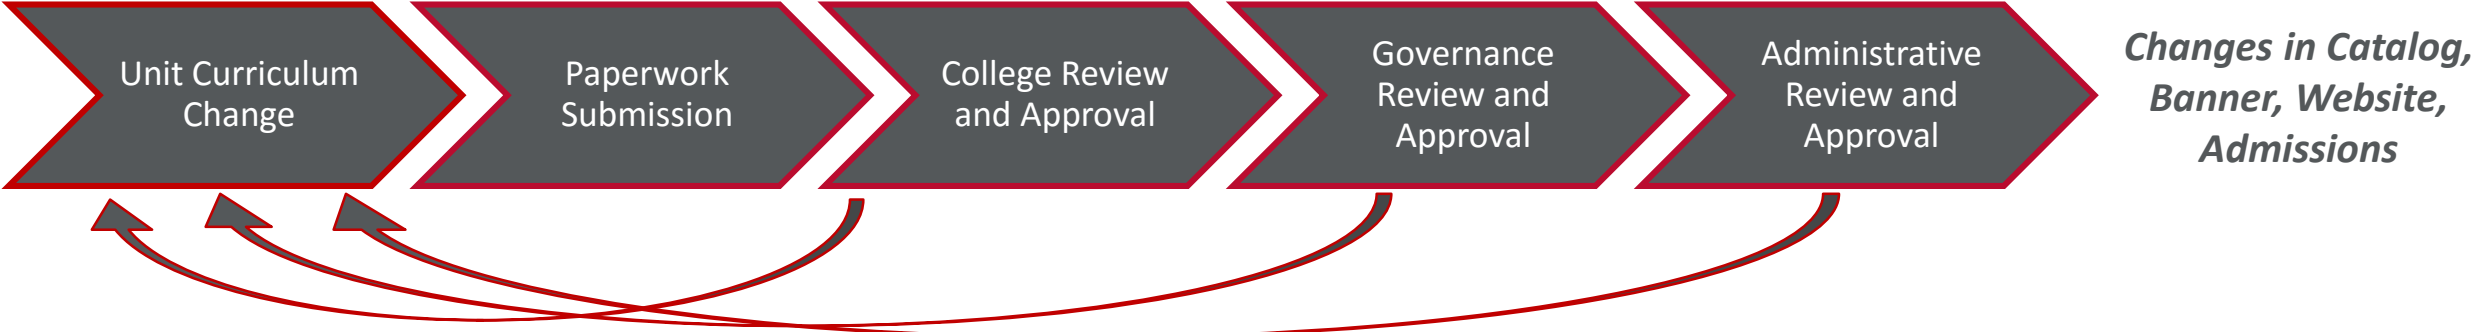 Unit Curriculum
Change
Paperwork
Submission
College Review
and Approval
Governance
Review and
Approval
Administrative
Review and
Approval
Changes in Catalog,
Banner, Website,
Admissions